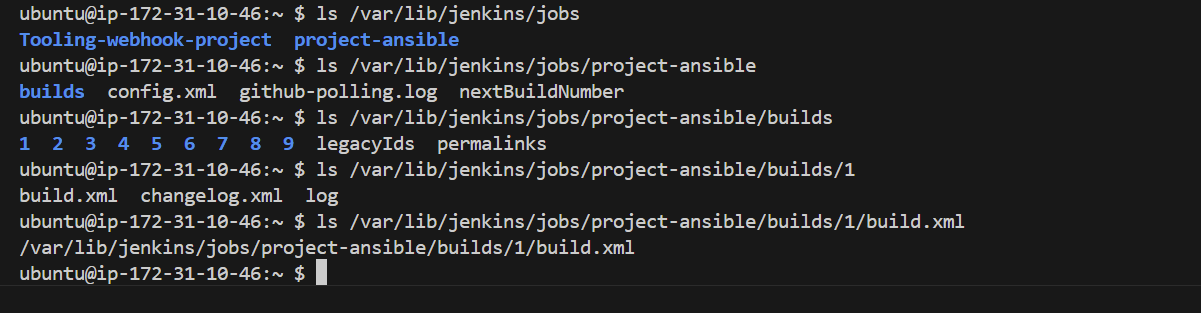 ubuntu@ip-172-31-10-46:~ $ ls /var/lib/jenkins/jobs
Tooling-webhook-project  project-ansible
ubuntu@ip-172-31-10-46:~ $ ls /var/lib/jenkins/jobs/project-ansible
builds  config.xml  github-polling.log  nextBuildNumber
ubuntu@ip-172-31-10-46:~ $ ls /var/lib/jenkins/jobs/project-ansible/builds
1  2  3  4  5  6  7  8  9  legacyIds  permalinks
ubuntu@ip-172-31-10-46:~ $ ls /var/lib/jenkins/jobs/project-ansible/builds/1
build.xml  changelog.xml  log
ubuntu@ip-172-31-10-46:~ $ ls /var/lib/jenkins/jobs/project-ansible/builds/1/build.xml
/var/lib/jenkins/jobs/project-ansible/builds/1/build.xml
ubuntu@ip-172-31-10-46:~ $